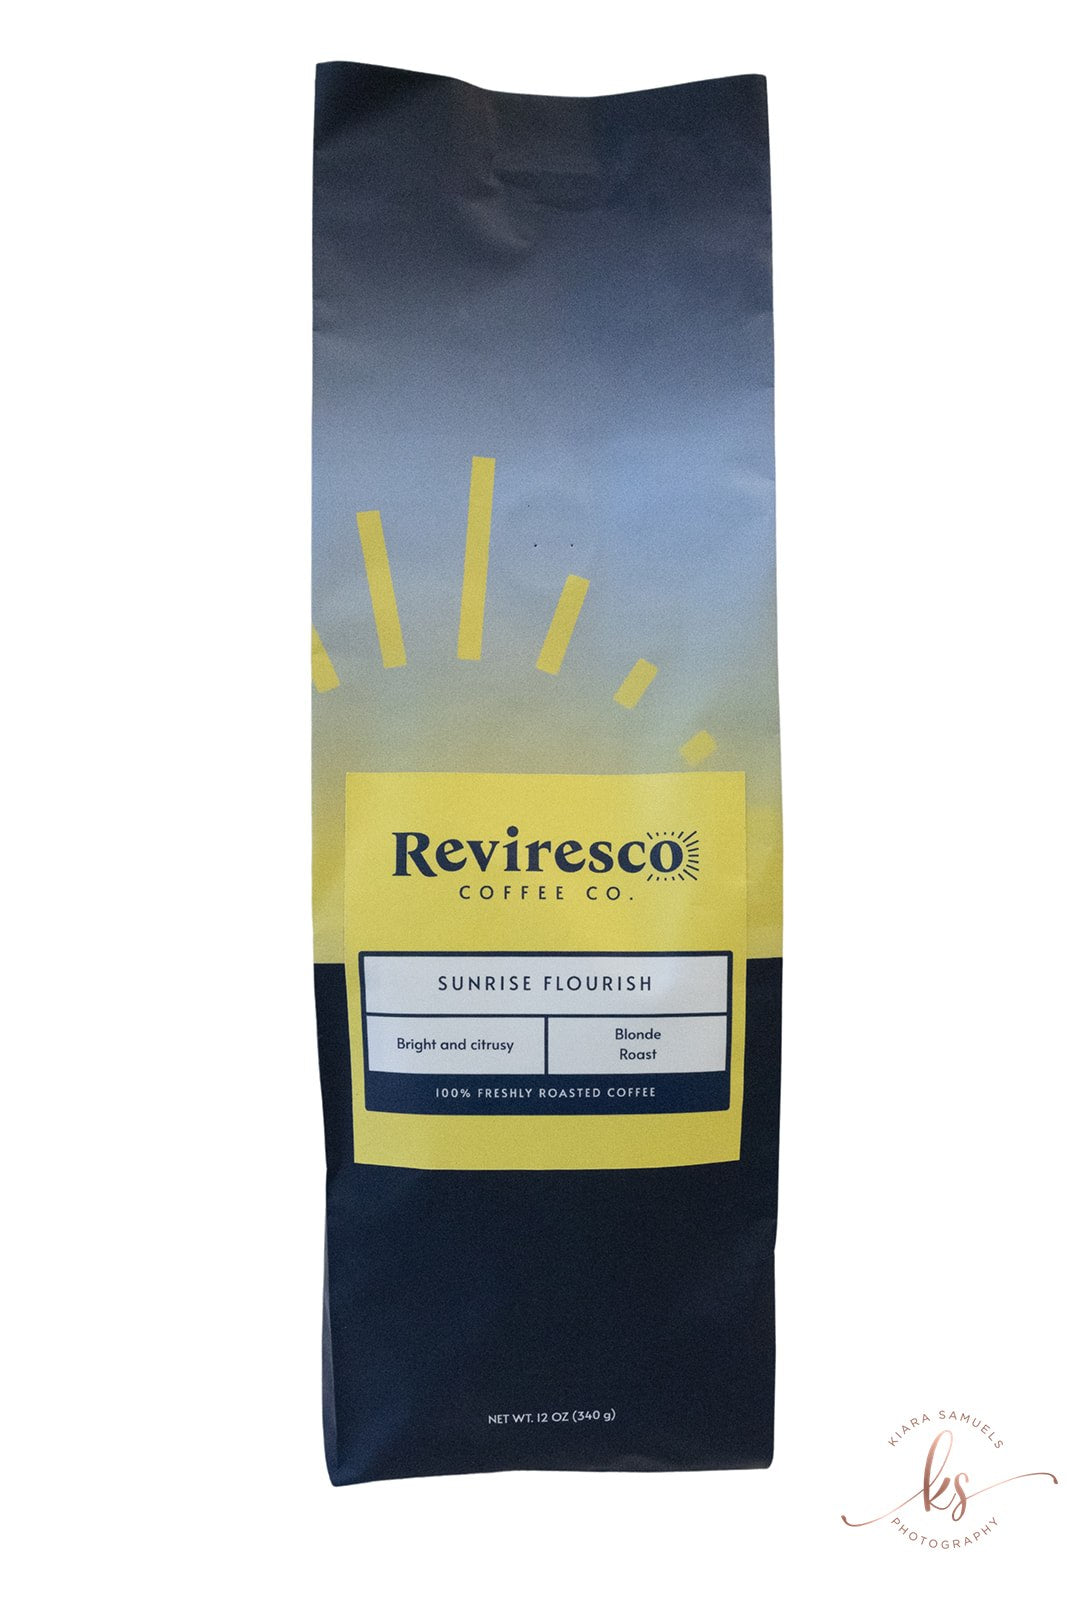 Reviresco
COFFEE CO.
SUNRISE FLOURISH
Bright and citrusy
Blonde
Roast
100% FRESHLY ROASTED COFFEE
NET WT. 12 OZ (340 g)
KIARA SAMUELS
ks
PHOTOGRAPHY